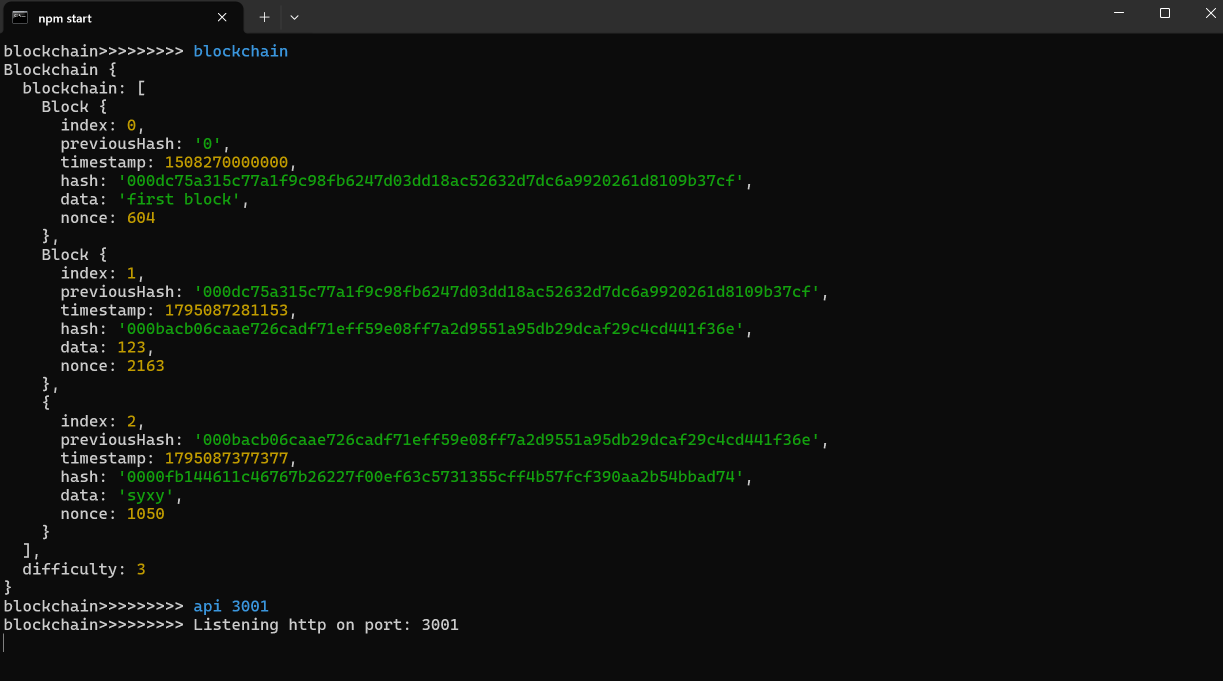 npm start
blockchain>>>>>>>>> blockchain
Blockchain {
  blockchain: [
    Block {
      index: 0,
      previousHash: '0',
      timestamp: 1508270000000,
      hash: '000dc75a315c77a1f9c98fb6247d03dd18ac52632d7dc6a9920261d8109b37cf',
      data: 'first block',
      nonce: 604
    },
    Block {
      index: 1,
      previousHash: '000dc75a315c77a1f9c98fb6247d03dd18ac52632d7dc6a9920261d8109b37cf',
      timestamp: 1795087281153,
      hash: '000bacb06caae726cadf71eff59e08ff7a2d9551a95db29dcaf29c4cd441f36e',
      data: 123,
      nonce: 2163
    },
    {
      index: 2,
      previousHash: '000bacb06caae726cadf71eff59e08ff7a2d9551a95db29dcaf29c4cd441f36e',
      timestamp: 1795087377377,
      hash: '0000fb144611c46767b26227f00ef63c5731355cff4b57fcf390aa2b54bbad74',
      data: 'syxy',
      nonce: 1050
    }
  ],
  difficulty: 3
}
blockchain>>>>>>>>> api 3001
blockchain>>>>>>>>> Listening http on port: 3001